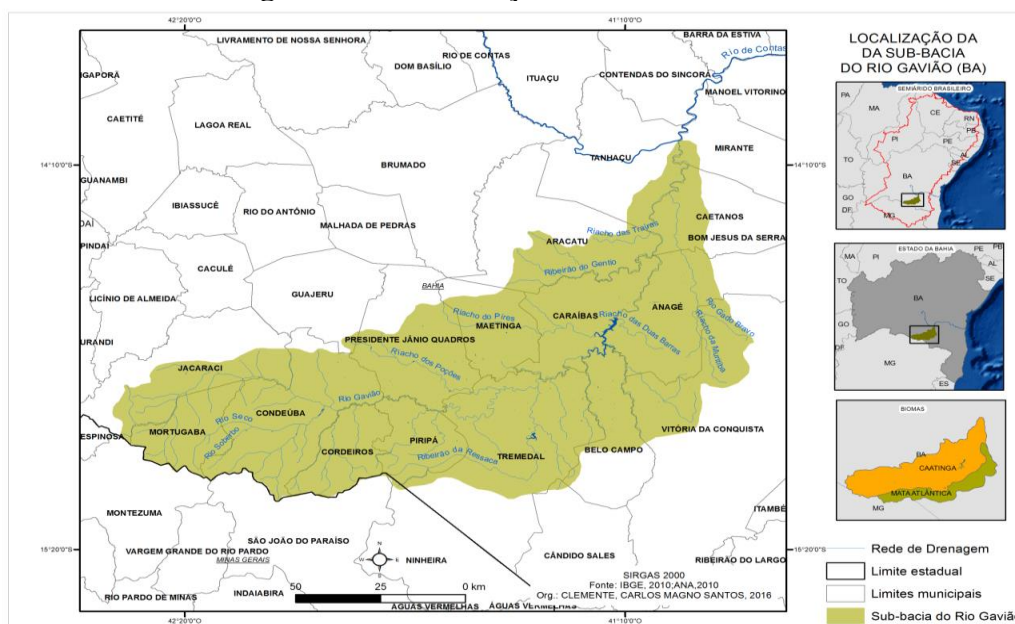 42°20'0"W
41°10'0"W
LIVRAMENTO DE NOSSA SENHORA
RIO DE CONTAS
BARRA DA ESTIVA
Rio de Contas
DOM BASÍLIO
ITUAÇU
CONTENDAS DO SINCORÁ
IGAPORÃ
MANOEL VITORINO
CAETITÉ
LAGOA REAL
14°10'0"S
BRUMADO
TANHAÇU
MIRANTE
14°10'0"S
GUANAMBI
IBIASSUCÊ
RIO DO ANTÔNIO
MALHADA DE PEDRAS
CAETANOS
Riacho das Traíres
ARACATU
BOM JESUS DA SERRA
PINDAÍ
CACULÉ
Ribeirão do Gentio
LICÍNIO DE ALMEIDA
GUAJERU
BAHIA
ANAGÉ
Rio Gado Bravo
Riacho do Pires
MAETINGA
CARAÍBAS
Riacho das Duas Barras
Riacho da Muritiba
URANDI
PRESIDENTE JÂNIO QUADROS
Riacho dos Poções
JACARACI
Rio Gavião
CONDEÚBA
Rio Seco
Rio Soberbo
ESPINOSA
MORTUGABA
PIRIPÁ
VITÓRIA DA CONQUISTA
CORDEIROS
Ribeirão da Ressaca
TREMEDAL
BELO CAMPO
MONTEZUMA
ITAMBÉ
15°20'0"S
SÃO JOÃO DO PARAÍSO
VARGEM GRANDE DO RIO PARDO
MINAS GERAIS
NINHEIRA
CÂNDIDO SALES
RIBEIRÃO DO LARGO
15°20'0"S
N
W
E
S
50 25 0 km
SIRGAS 2000
Fonte: IBGE, 2010;ANA,2010
Org.: CLEMENTE, CARLOS MAGNO SANTOS, 2016
RIO PARDO DE MINAS
INDAIABIRA
ÁGUAS VERMELHAS
ÁGUAS VERMELHAS
42°20'0"W
41°10'0"W
LOCALIZAÇÃO DA
DA SUB-BACIA
DO RIO GAVIÃO (BA)
SEMIÁRIDO BRASILEIRO
PA
MA
CE
RN
PB
PI
PE
AL
SE
TO
BA
GO
DF
MG
ESTADO DA BAHIA
MA
PI
PE
PB
AL
SE
TO
BA
GO
DF
MG
ES
BIOMAS
BA
CAATINGA
MATA ATLÂNTICA
MG
Rede de Drenagem
Limite estadual
Limites municipais
Sub-bacia do Rio Gavião